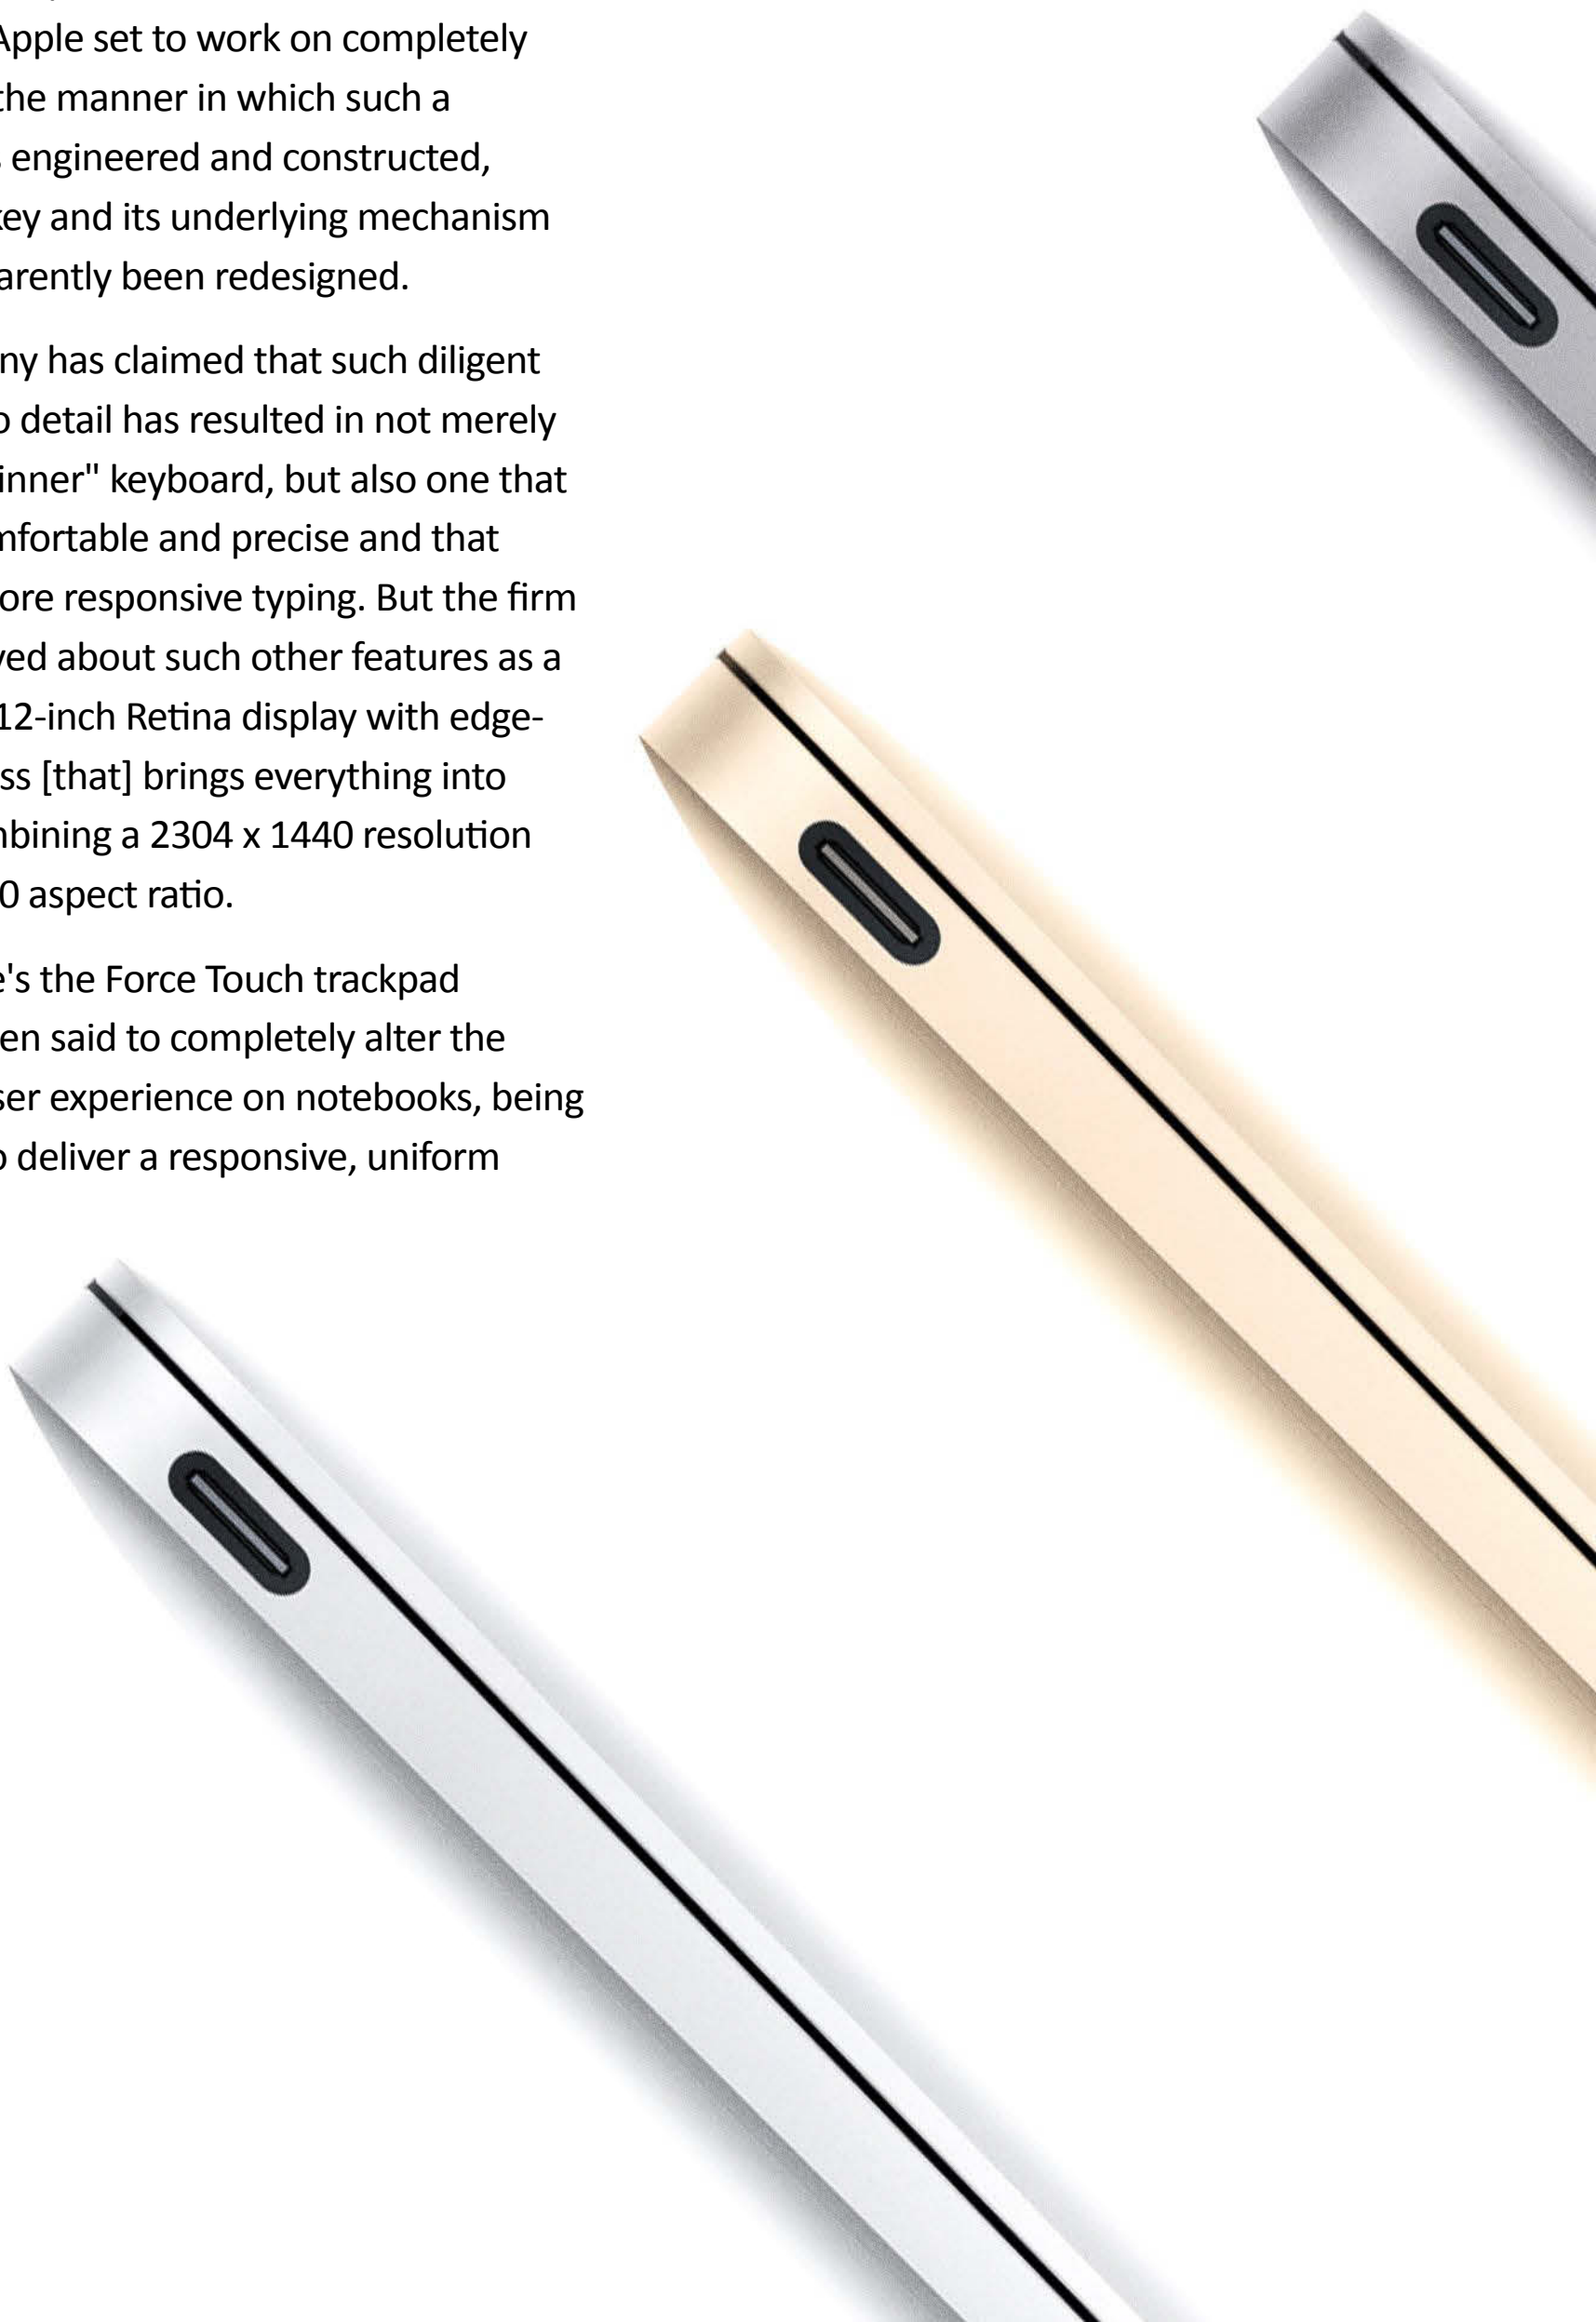 Apple set to work on completely
the manner in which such a
engineered and constructed,
key and its underlying mechanism
arently been redesigned.
ny has claimed that such diligent
o detail has resulted in not merely
inner" keyboard, but also one that
mfortable and precise and that
ore responsive typing. But the firm
ved about such other features as a
12-inch Retina display with edge-
ss [that] brings everything into
nbining a 2304 x 1440 resolution
0 aspect ratio.
e's the Force Touch trackpad
en said to completely alter the
ser experience on notebooks, being
o deliver a responsive, uniform